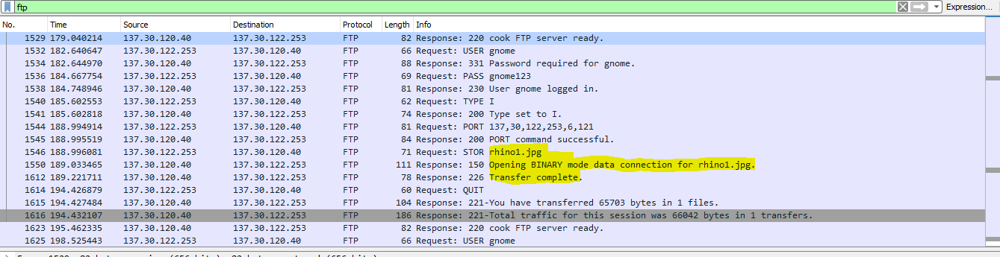 ftp Expression...
No. Time Source Destination Protocol Length Info
1529 179.040214 137.30.120.40 137.30.122.253 FTP 82 Response: 220 cook FTP server ready.
1532 182.640647 137.30.122.253 137.30.120.40 FTP 66 Request: USER gnome
1534 182.644970 137.30.120.40 137.30.122.253 FTP 88 Response: 331 Password required for gnome.
1536 184.667754 137.30.122.253 137.30.120.40 FTP 69 Request: PASS gnome123
1538 184.748946 137.30.120.40 137.30.122.253 FTP 81 Response: 230 User gnome logged in.
1540 185.602553 137.30.122.253 137.30.120.40 FTP 62 Request: TYPE I
1541 185.602818 137.30.120.40 137.30.122.253 FTP 74 Response: 200 Type set to I.
1544 188.994914 137.30.122.253 137.30.120.40 FTP 81 Request: PORT 137,30,122,253,6,121
1545 188.995519 137.30.120.40 137.30.122.253 FTP 84 Response: 200 PORT command successful.
1546 188.996081 137.30.122.253 137.30.120.40 FTP 71 Request: STOR rhino1.jpg
1550 189.033465 137.30.120.40 137.30.122.253 FTP 111 Response: 150 Opening BINARY mode data connection for rhino1.jpg.
1612 189.221711 137.30.120.40 137.30.122.253 FTP 78 Response: 226 Transfer complete.
1614 194.426879 137.30.122.253 137.30.120.40 FTP 60 Request: QUIT
1615 194.427484 137.30.120.40 137.30.122.253 FTP 104 Response: 221-You have transferred 65703 bytes in 1 files.
1616 194.432107 137.30.120.40 137.30.122.253 FTP 186 Response: 221-Total traffic for this session was 66042 bytes in 1 transfers.
1623 195.462335 137.30.120.40 137.30.122.253 FTP 82 Response: 220 cook FTP server ready.
1625 198.525443 137.30.122.253 137.30.120.40 FTP 66 Request: USER gnome